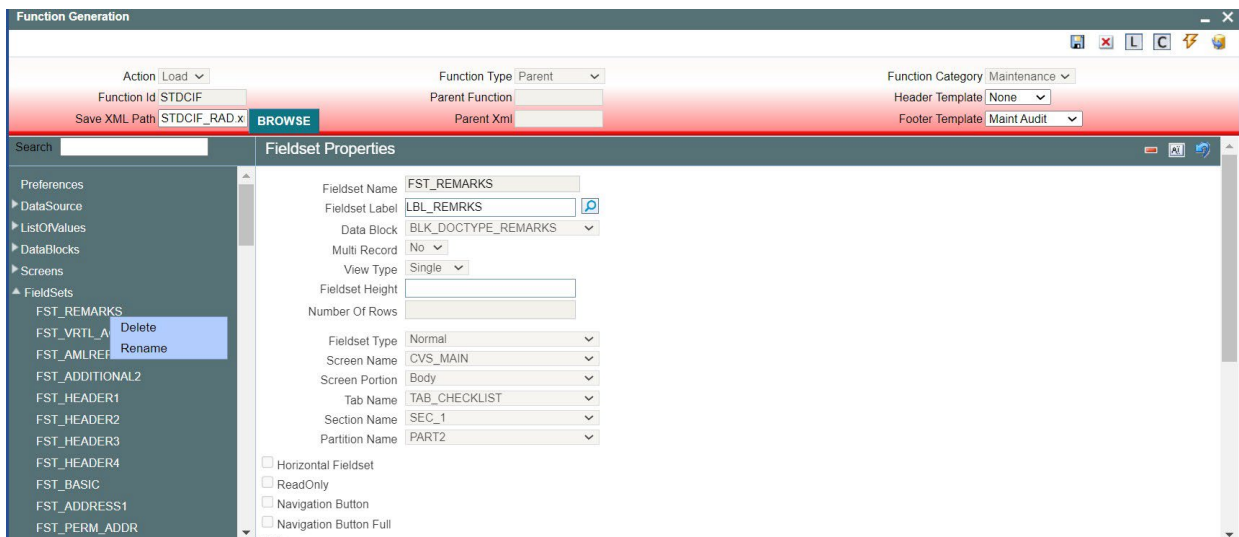 Function Generation
L C
Action Load Function Type Parent Function Category Maintenance
Function Id STDCIF Parent Function Header Template None
Save XML Path STDCIF_RAD.x BROWSE Parent Xml Footer Template Maint Audit
Search Fieldset Properties
Preferences
DataSource
ListOfValues
DataBlocks
Screens
FieldSets
FST_REMARKS
FST_VRTL_A
FST_AMLREF
FST_ADDITIONAL2
FST_HEADER1
FST_HEADER2
FST_HEADER3
FST_HEADER4
FST_BASIC
FST_ADDRESS1
FST_PERM_ADDR
Delete
Rename
Fieldset Name FST_REMARKS
Fieldset Label LBL_REMRKS
Data Block BLK_DOCTYPE_REMARKS
Multi Record No
View Type Single
Fieldset Height
Number Of Rows
Fieldset Type Normal
Screen Name CVS_MAIN
Screen Portion Body
Tab Name TAB_CHECKLIST
Section Name SEC_1
Partition Name PART2
Horizontal Fieldset
ReadOnly
Navigation Button
Navigation Button Full